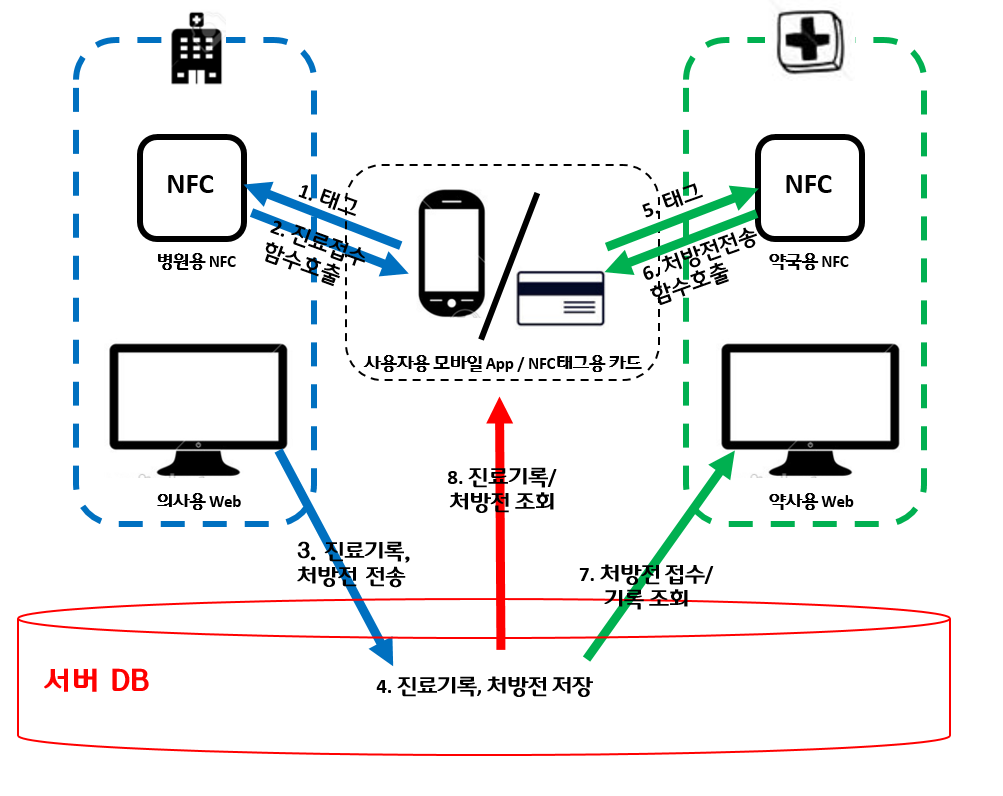 NFC
병원용 NFC
1. 태그
2. 진료접수
함수호출
사용자용 모바일 App / NFC태그용 카드
5. 태그
6. 처방전전송
함수호출
NFC
약국용 NFC
의사용 Web
약사용 Web
3. 진료기록,
처방전 전송
8. 진료기록/
처방전 조회
7. 처방전 접수/
기록 조회
서버 DB
4. 진료기록, 처방전 저장